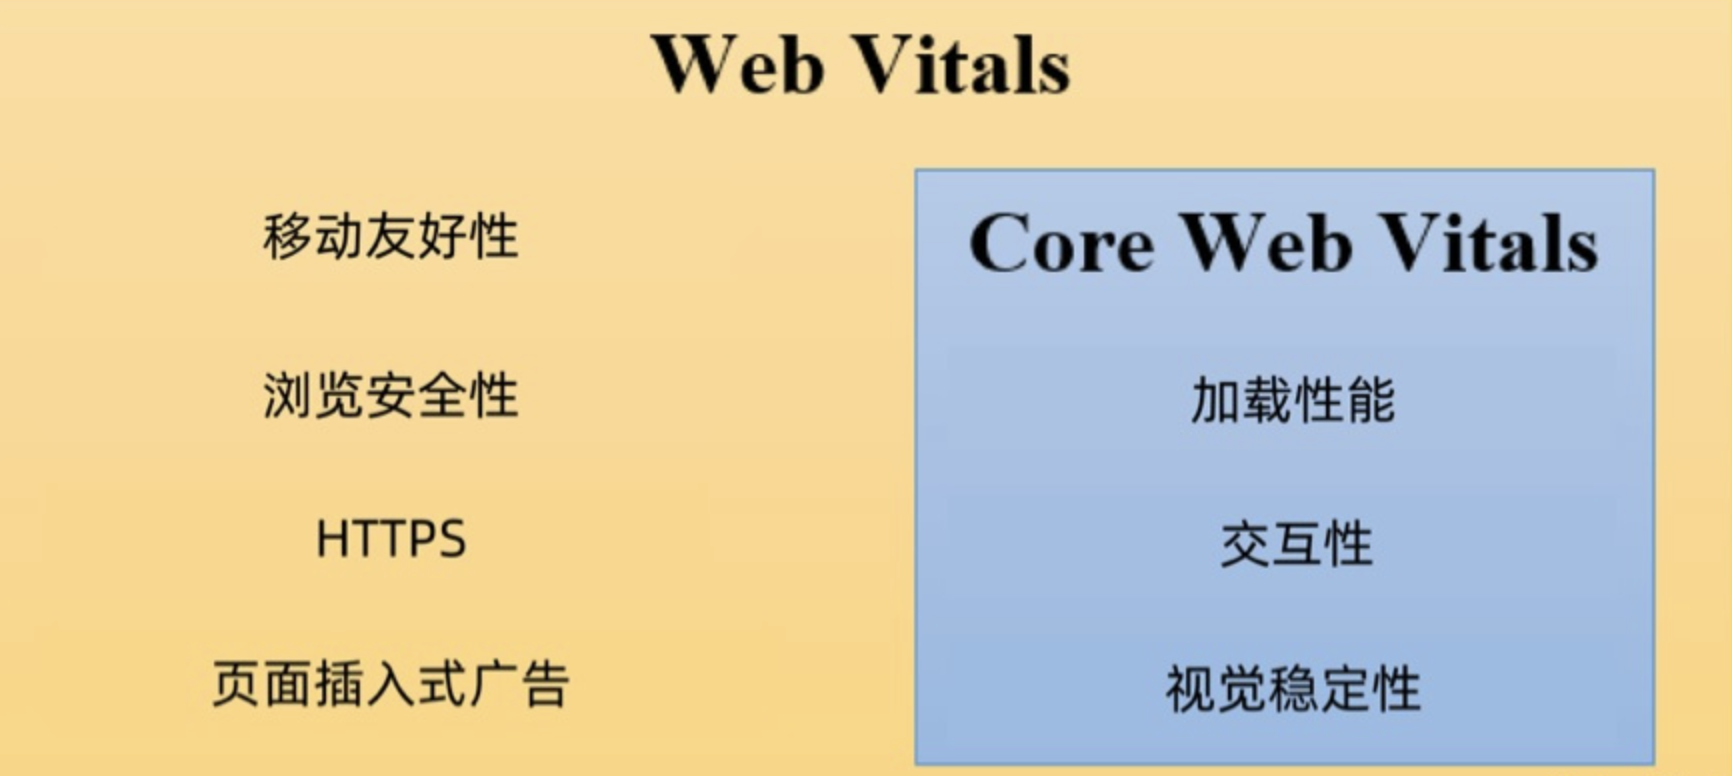 Web Vitals
移动友好性
浏览安全性
HTTPS
页面插入式广告
Core Web Vitals
加载性能
交互性
视觉稳定性